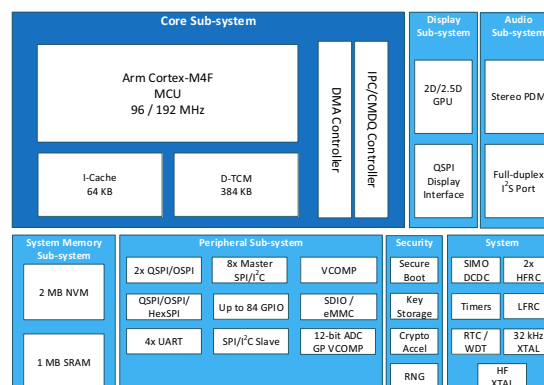 Core Sub-system
Arm Cortex-M4F
MCU
96 / 192 MHz
I-Cache
64 KB
D-TCM
384 KB
DMA Controller
IPC/CMDQ Controller
Display
Sub-system
2D/2.5D
GPU
QSPI
Display
Interface
Audio
Sub-system
Stereo PDM
Full-duplex
I²S Port
System Memory
Sub-system
2 MB NVM
1 MB SRAM
Peripheral Sub-system
2x QSPI/OSPI
8x Master
SPI/I²C
VCOMP
QSPI/OSPI/
HexSPI
Up to 84 GPIO
SDIO /
eMMC
4x UART
SPI/I²C Slave
12-bit ADC
GP VCOMP
Security
Secure
Boot
Key
Storage
Crypto
Accel
RNG
System
SIMO
DCDC
2x
HFRC
Timers
LFRC
RTC /
WDT
32 kHz
XTAL
HF
XTAL